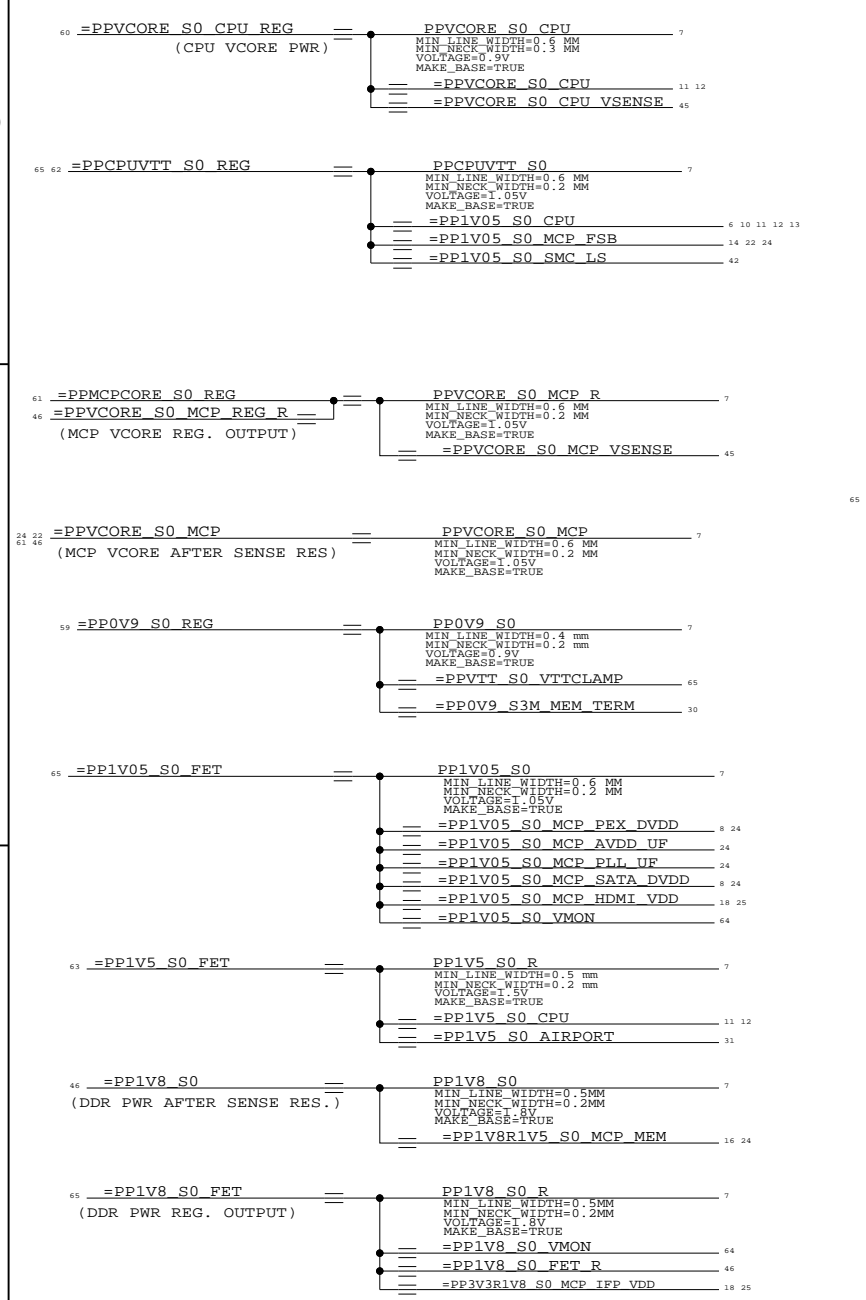 60 =PPVCORE_S0_CPU_REG PPVCORE_S0_CPU 7
(CPU VCORE PWR) MIN_LINE_WIDTH=0.6 MM
MIN_NECK_WIDTH=0.3 MM
VOLTAGE=0.9V
MAKE_BASE=TRUE
=PPVCORE_S0_CPU 11 12
=PPVCORE_S0_CPU_VSENSE 45
65 62 =PPCPUVTT_S0_REG PPCPUVTT_S0 7
MIN_LINE_WIDTH=0.6 MM
MIN_NECK_WIDTH=0.2 MM
VOLTAGE=1.05V
MAKE_BASE=TRUE
=PP1V05_S0_CPU 6 10 11 12 13
=PP1V05_S0_MCP_FSB 14 22 24
=PP1V05_S0_SMC_LS 42
61 =PPMCPCORE_S0_REG PPVCORE_S0_MCP_R 7
46 =PPVCORE_S0_MCP_REG_R MIN_LINE_WIDTH=0.6 MM
MIN_NECK_WIDTH=0.2 MM
VOLTAGE=1.05V
(MCP VCORE REG. OUTPUT) MAKE_BASE=TRUE
=PPVCORE_S0_MCP_VSENSE 45
65
24 22 =PPVCORE_S0_MCP PPVCORE_S0_MCP 7
61 46 MIN_LINE_WIDTH=0.6 MM
(MCP VCORE AFTER SENSE RES) MIN_NECK_WIDTH=0.2 MM
VOLTAGE=1.05V
MAKE_BASE=TRUE
59 =PP0V9_S0_REG PP0V9_S0 7
MIN_LINE_WIDTH=0.4 mm
MIN_NECK_WIDTH=0.2 mm
VOLTAGE=0.9V
MAKE_BASE=TRUE
=PPVTT_S0_VTTCLAMP 65
=PP0V9_S3M_MEM_TERM 30
65 =PP1V05_S0_FET PP1V05_S0 7
MIN_LINE_WIDTH=0.6 MM
MIN_NECK_WIDTH=0.2 MM
VOLTAGE=1.05V
MAKE_BASE=TRUE
=PP1V05_S0_MCP_PEX_DVDD 8 24
=PP1V05_S0_MCP_AVDD_UF 24
=PP1V05_S0_MCP_PLL_UF 24
=PP1V05_S0_MCP_SATA_DVDD 8 24
=PP1V05_S0_MCP_HDMI_VDD 18 25
=PP1V05_S0_VMON 64
63 =PP1V5_S0_FET PP1V5_S0_R 7
MIN_LINE_WIDTH=0.5 mm
MIN_NECK_WIDTH=0.2 mm
VOLTAGE=1.5V
MAKE_BASE=TRUE
=PP1V5_S0_CPU 11 12
=PP1V5_S0_AIRPORT 31
46 =PP1V8_S0 PP1V8_S0 7
(DDR PWR AFTER SENSE RES.) MIN_LINE_WIDTH=0.5MM
MIN_NECK_WIDTH=0.2MM
VOLTAGE=1.8V
MAKE_BASE=TRUE
=PP1V8R1V5_S0_MCP_MEM 16 24
65 =PP1V8_S0_FET PP1V8_S0_R 7
(DDR PWR REG. OUTPUT) MIN_LINE_WIDTH=0.5MM
MIN_NECK_WIDTH=0.2MM
VOLTAGE=1.8V
MAKE_BASE=TRUE
=PP1V8_S0_VMON 64
=PP1V8_S0_FET_R 46
=PP3V3R1V8_S0_MCP_IFP_VDD 18 25